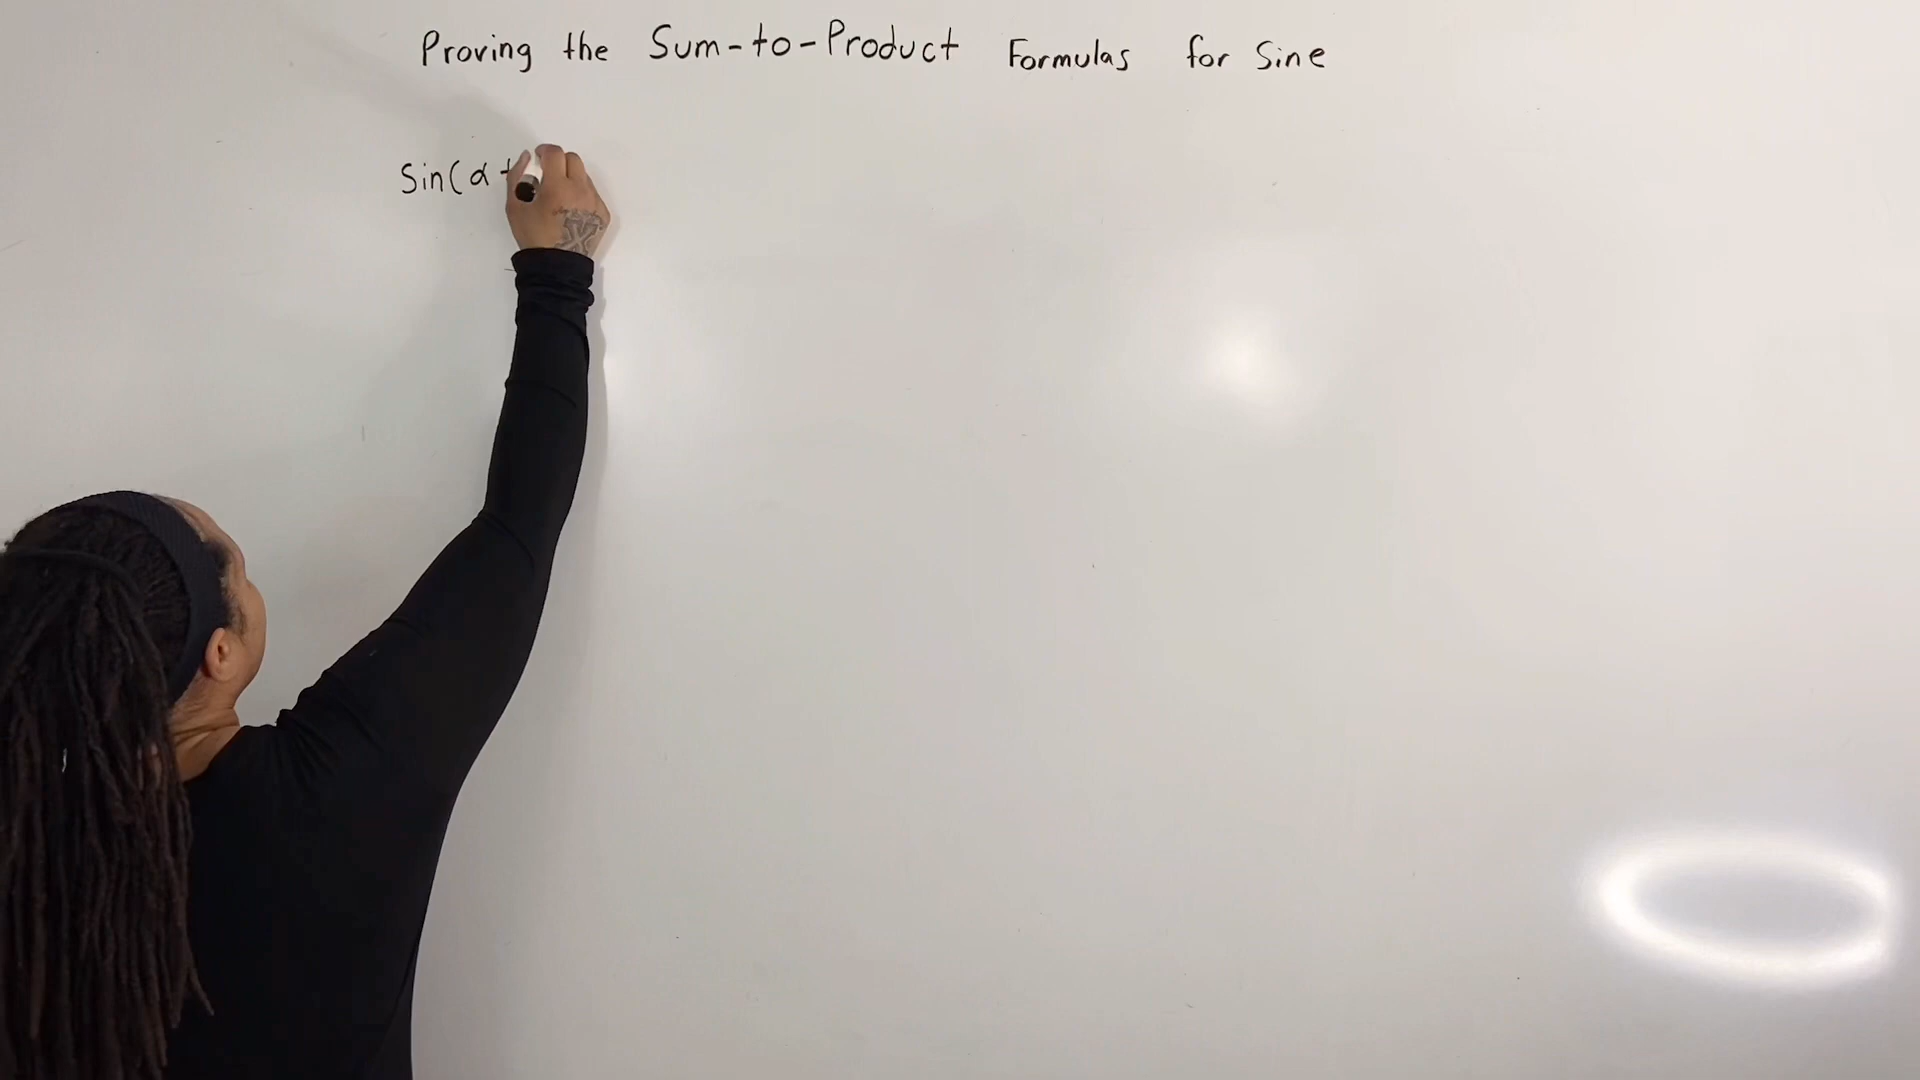 Proving the Sum-to-Product Formulas for Sine
Sin(α +